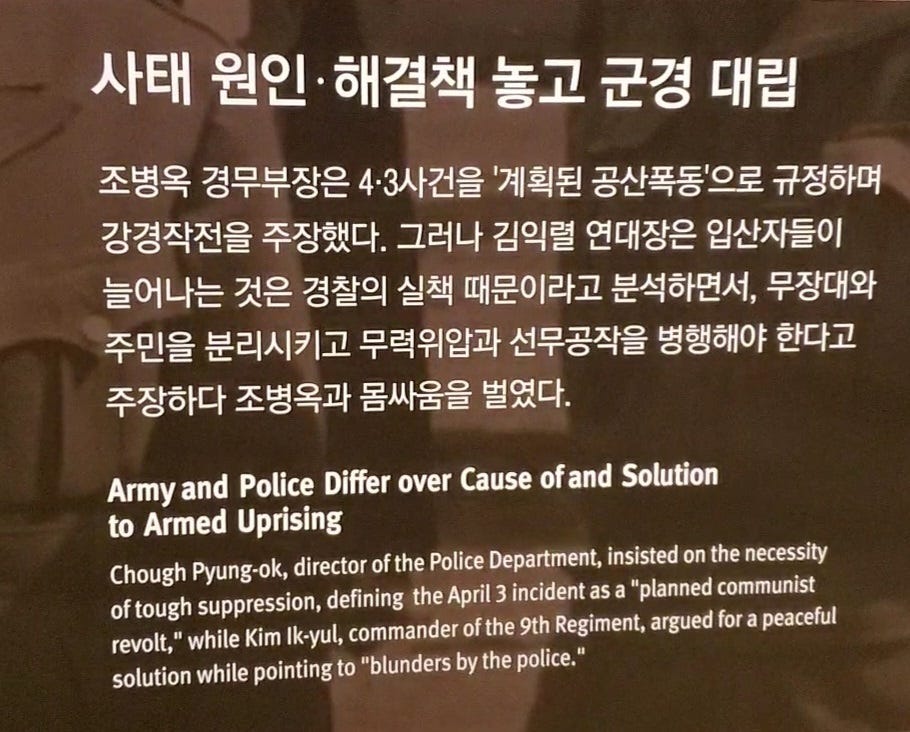 사태 원인·해결책 놓고 군경 대립
조병옥 경무부장은 4·3사건을 '계획된 공산폭동'으로 규정하며
강경작전을 주장했다. 그러나 김익렬 연대장은 입산자들이
늘어나는 것은 경찰의 실책 때문이라고 분석하면서, 무장대와
주민을 분리시키고 무력위압과 선무공작을 병행해야 한다고
주장하다 조병옥과 몸싸움을 벌였다.
Army and Police Differ over Cause of and Solution
to Armed Uprising
Chough Pyung-ok, director of the Police Department, insisted on the necessity
of tough suppression, defining the April 3 incident as a "planned communist
revolt," while Kim Ik-yul, commander of the 9th Regiment, argued for a peaceful
solution while pointing to "blunders by the police."